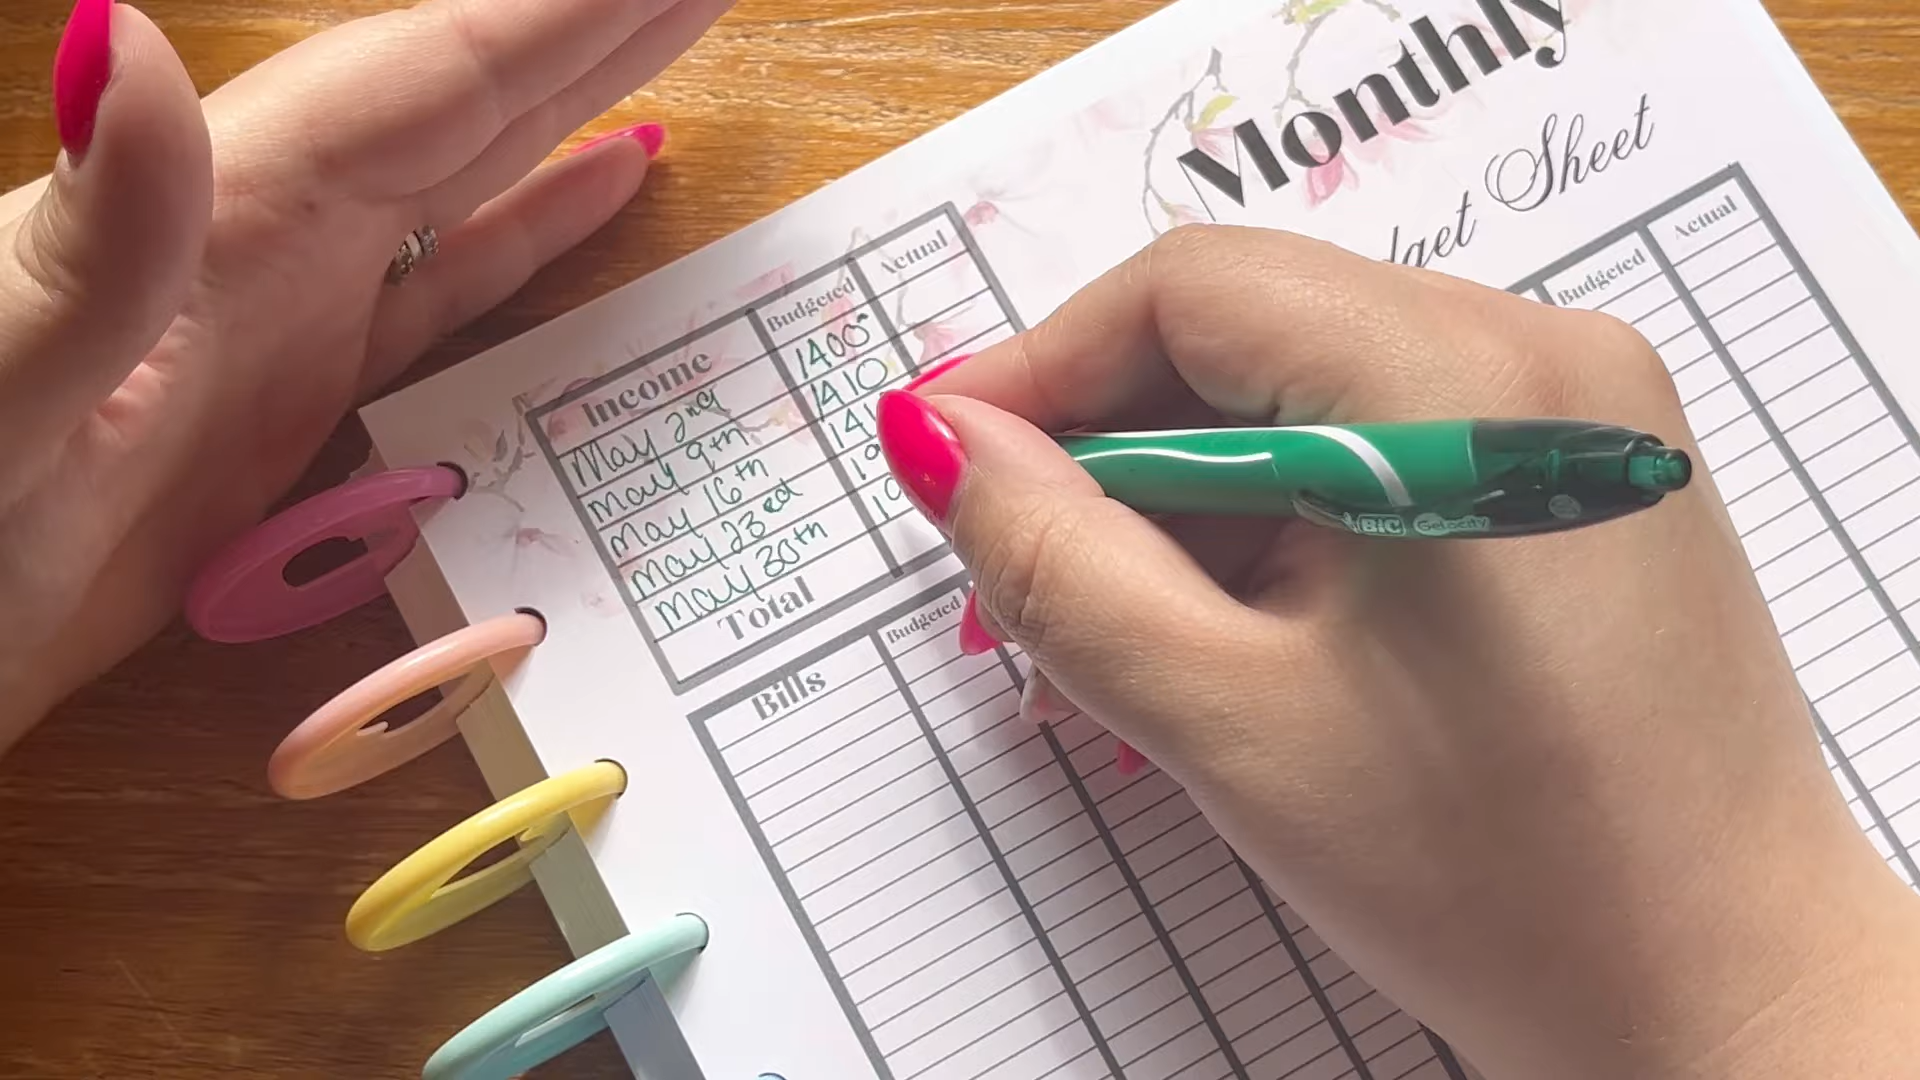 Monthly
Sheet
Income Budgeted Actual
May 2nd 1400
May 9th 1410
May 16th
May 23rd
May 30th
Total
Bills Budgeted
Budgeted Actual
BIC Gelocity